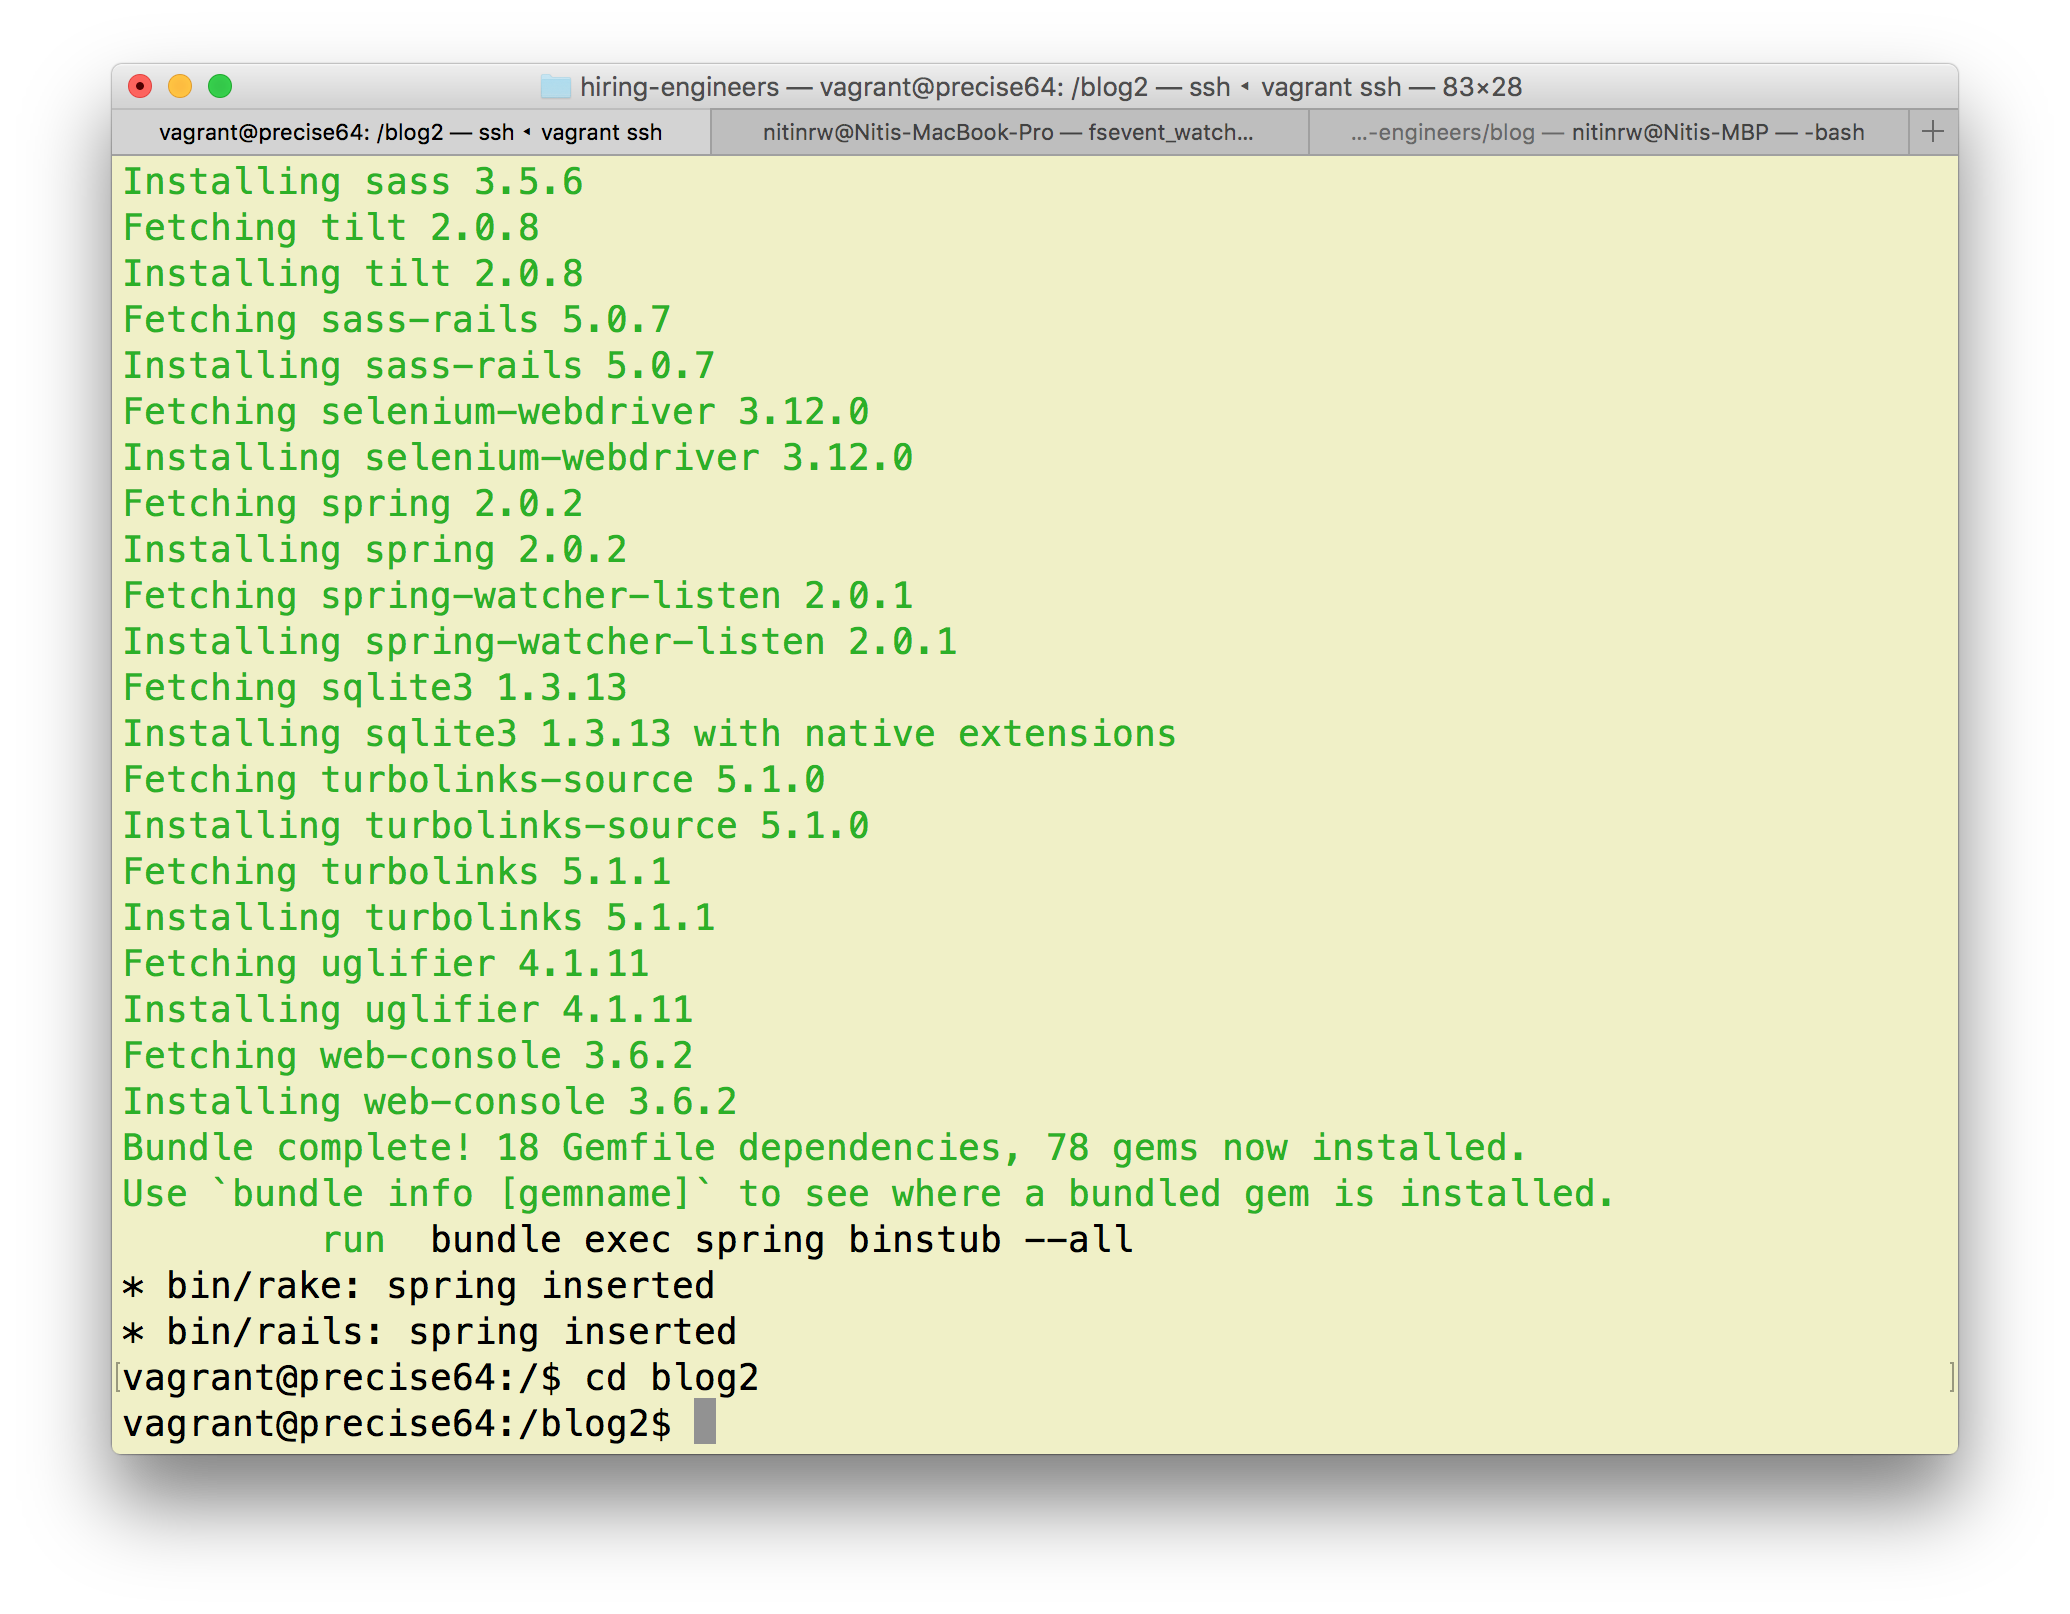 hiring-engineers — vagrant@precise64: /blog2 — ssh ◂ vagrant ssh — 83×28
vagrant@precise64: /blog2 — ssh ◂ vagrant ssh
nitinrw@Nitis-MacBook-Pro — fsevent_watch...
...-engineers/blog — nitinrw@Nitis-MBP — -bash
Installing sass 3.5.6
Fetching tilt 2.0.8
Installing tilt 2.0.8
Fetching sass-rails 5.0.7
Installing sass-rails 5.0.7
Fetching selenium-webdriver 3.12.0
Installing selenium-webdriver 3.12.0
Fetching spring 2.0.2
Installing spring 2.0.2
Fetching spring-watcher-listen 2.0.1
Installing spring-watcher-listen 2.0.1
Fetching sqlite3 1.3.13
Installing sqlite3 1.3.13 with native extensions
Fetching turbolinks-source 5.1.0
Installing turbolinks-source 5.1.0
Fetching turbolinks 5.1.1
Installing turbolinks 5.1.1
Fetching uglifier 4.1.11
Installing uglifier 4.1.11
Fetching web-console 3.6.2
Installing web-console 3.6.2
Bundle complete! 18 Gemfile dependencies, 78 gems now installed.
Use `bundle info [gemname]` to see where a bundled gem is installed.
run  bundle exec spring binstub --all
* bin/rake: spring inserted
* bin/rails: spring inserted
[vagrant@precise64:/$ cd blog2 ]
vagrant@precise64:/blog2$